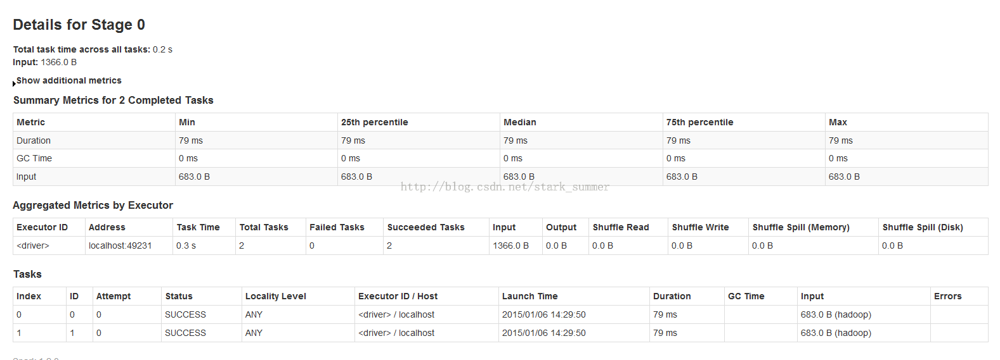 Details for Stage 0
Total task time across all tasks: 0.2 s
Input: 1366.0 B
Show additional metrics
Summary Metrics for 2 Completed Tasks
Metric Min 25th percentile Median 75th percentile Max
Duration 79 ms 79 ms 79 ms 79 ms 79 ms
GC Time 0 ms 0 ms 0 ms 0 ms 0 ms
Input 683.0 B 683.0 B 683.0 B 683.0 B 683.0 B
http://blog.csdn.net/stark_summer
Aggregated Metrics by Executor
Executor ID Address Task Time Total Tasks Failed Tasks Succeeded Tasks Input Output Shuffle Read Shuffle Write Shuffle Spill (Memory) Shuffle Spill (Disk)
<driver> localhost:49231 0.3 s 2 0 2 1366.0 B 0.0 B 0.0 B 0.0 B 0.0 B 0.0 B
Tasks
Index ID Attempt Status Locality Level Executor ID / Host Launch Time Duration GC Time Input Errors
0 0 0 SUCCESS ANY <driver> / localhost 2015/01/06 14:29:50 79 ms 683.0 B (hadoop)
1 1 0 SUCCESS ANY <driver> / localhost 2015/01/06 14:29:50 79 ms 683.0 B (hadoop)